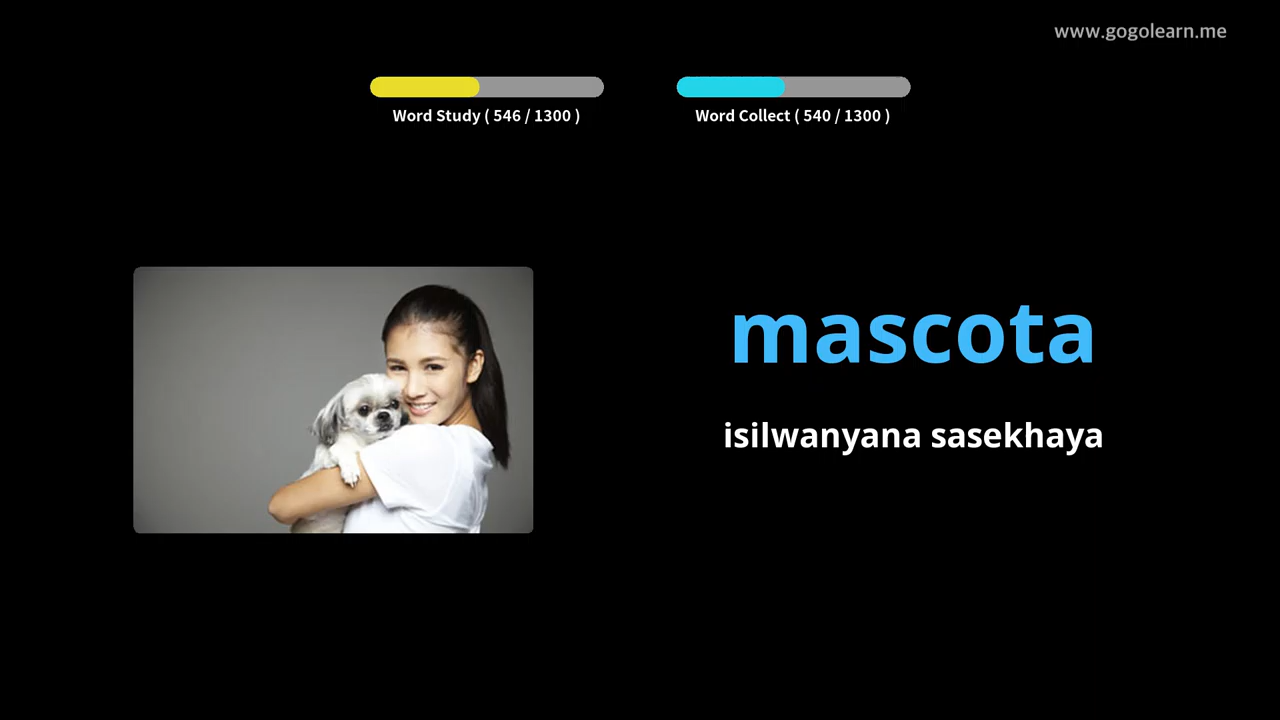 www.gogolearn.me
Word Study ( 546 / 1300 )
Word Collect ( 540 / 1300 )
mascota
isilwanyana sasekhaya